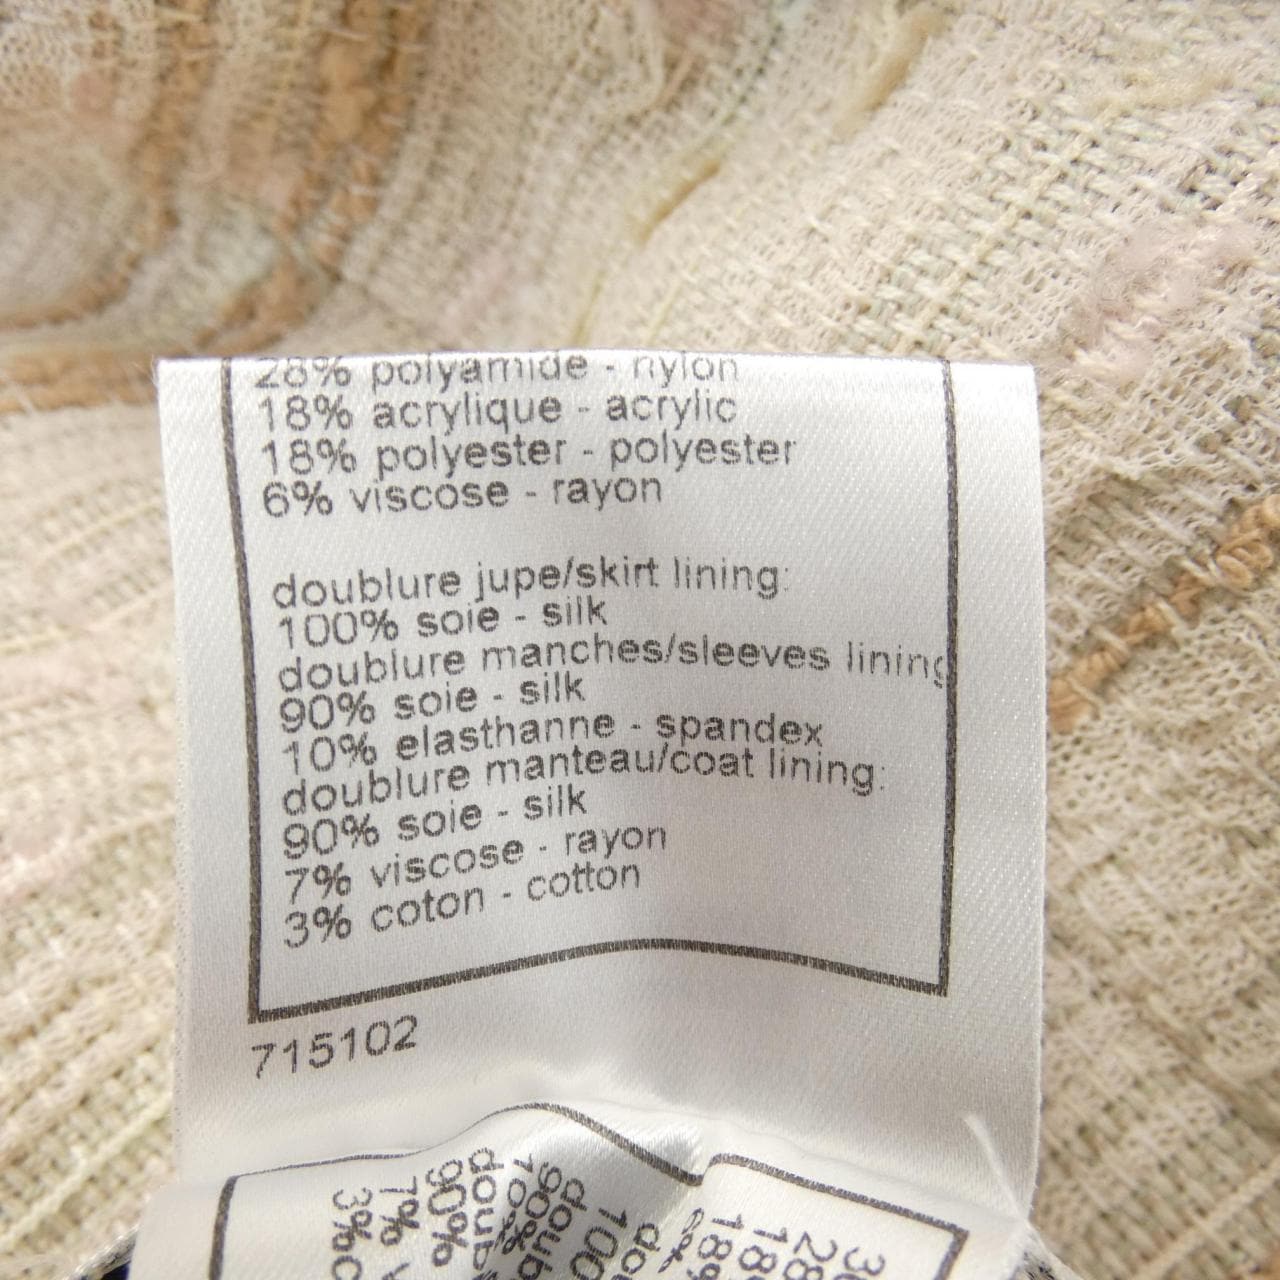 28% polyamide - nylon
18% acrylique - acrylic
18% polyester - polyester
6% viscose - rayon
doublure jupe/skirt lining:
100% soie - silk
doublure manches/sleeves lining
90% soie - silk
10% elasthanne - spandex
doublure manteau/coat lining:
90% soie - silk
7% viscose - rayon
3% coton - cotton
715102